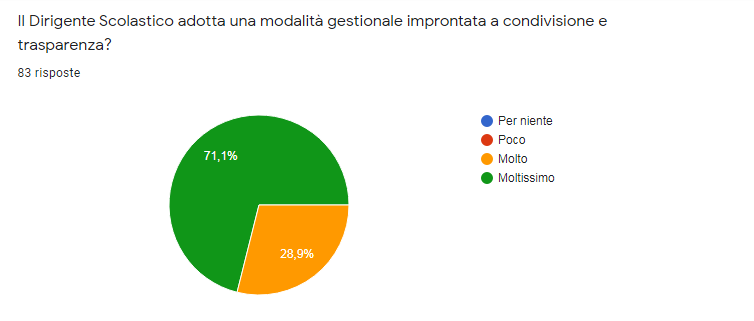 Il Dirigente Scolastico adotta una modalità gestionale improntata a condivisione e
trasparenza?
83 risposte
71,1%
28,9%
Per niente
Poco
Molto
Moltissimo